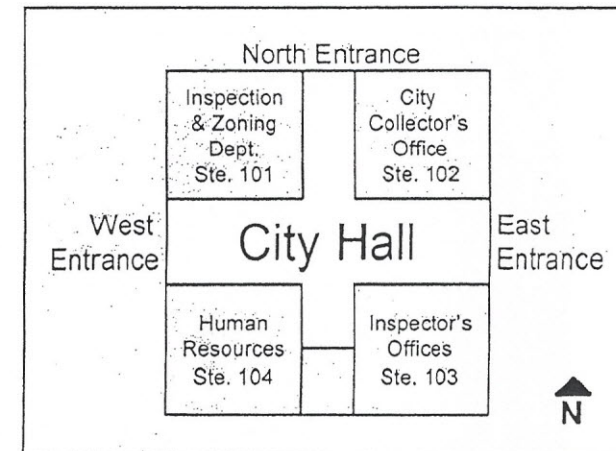 North Entrance
Inspection
& Zoning
Dept.
Ste. 101
City
Collector's
Office
Ste. 102
West
Entrance
City Hall
East
Entrance
Human
Resources
Ste. 104
Inspector's
Offices
Ste. 103
N